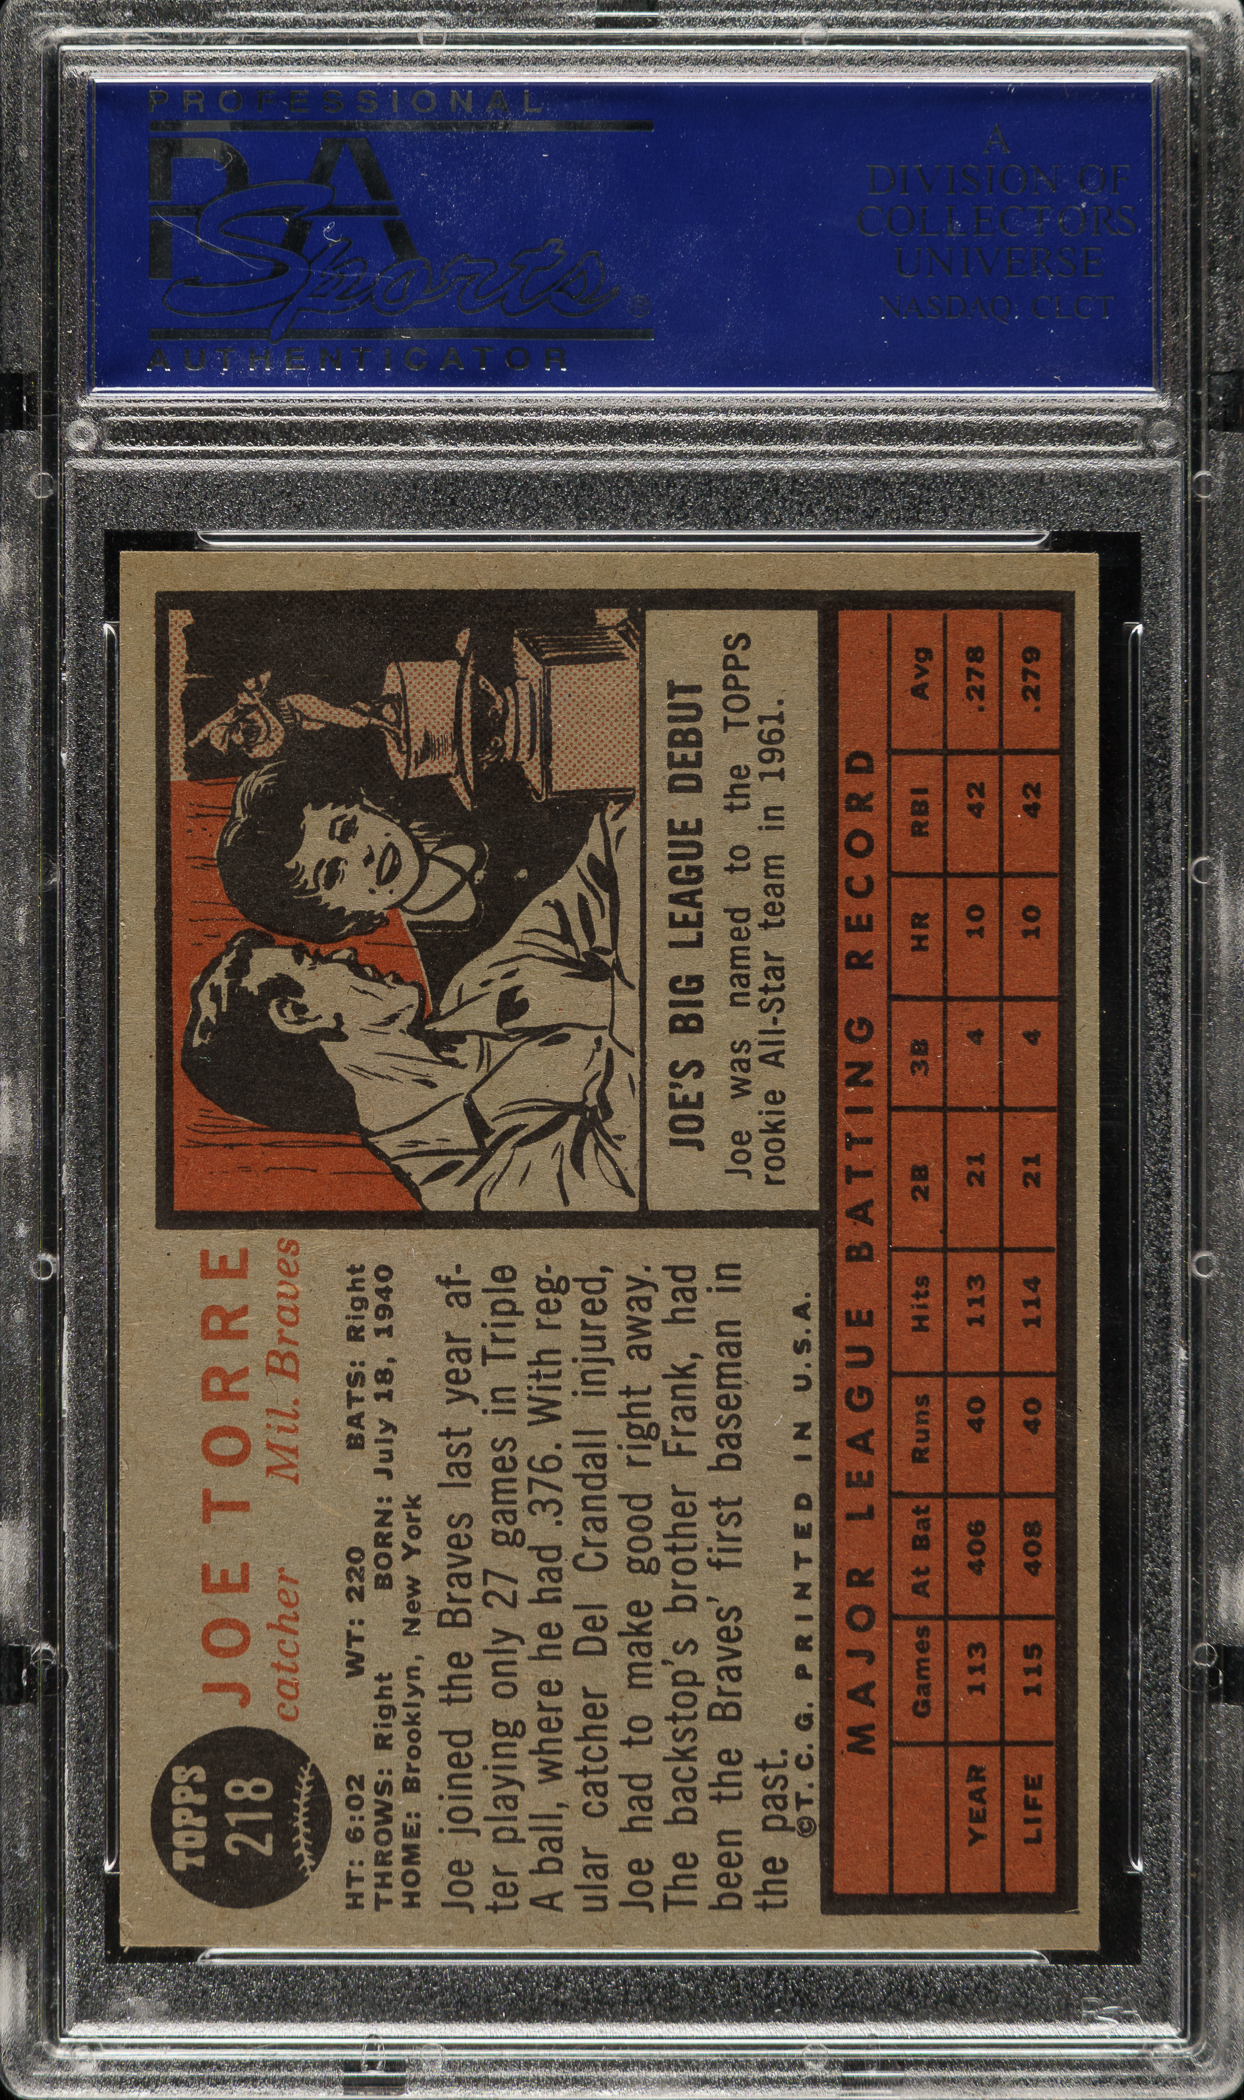 PROFESSIONAL
PSA
Sports®
AUTHENTICATOR
A
DIVISION OF
COLLECTORS
UNIVERSE
NASDAQ: CLCT
TOPPS
218
JOE TORRE
catcher Mil. Braves
HT: 6:02 WT: 220 BATS: Right
THROWS: Right BORN: July 18, 1940
HOME: Brooklyn, New York
Joe joined the Braves last year af-
ter playing only 27 games in Triple
A ball, where he had .376. With reg-
ular catcher Del Crandall injured,
Joe had to make good right away.
The backstop's brother Frank, had
been the Braves' first baseman in
the past.
©T. C. G. PRINTED IN U.S.A.
JOE'S BIG LEAGUE DEBUT
Joe was named to the TOPPS
rookie All-Star team in 1961.
MAJOR LEAGUE BATTING RECORD
Games At Bat Runs Hits 2B 3B HR RBI Avg
YEAR 113 406 40 113 21 4 10 42 .278
LIFE 115 408 40 114 21 4 10 42 .279